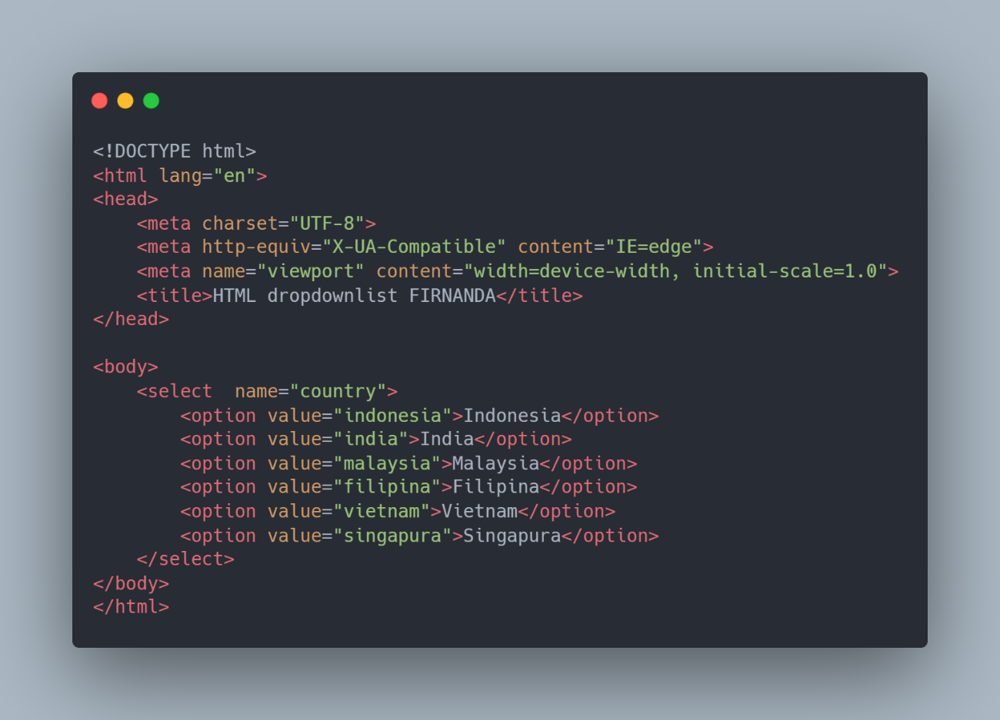 <!DOCTYPE html>
<html lang="en">
<head>
    <meta charset="UTF-8">
    <meta http-equiv="X-UA-Compatible" content="IE=edge">
    <meta name="viewport" content="width=device-width, initial-scale=1.0">
    <title>HTML dropdownlist FIRNANDA</title>
</head>

<body>
    <select  name="country">
        <option value="indonesia">Indonesia</option>
        <option value="india">India</option>
        <option value="malaysia">Malaysia</option>
        <option value="filipina">Filipina</option>
        <option value="vietnam">Vietnam</option>
        <option value="singapura">Singapura</option>
    </select>
</body>
</html>